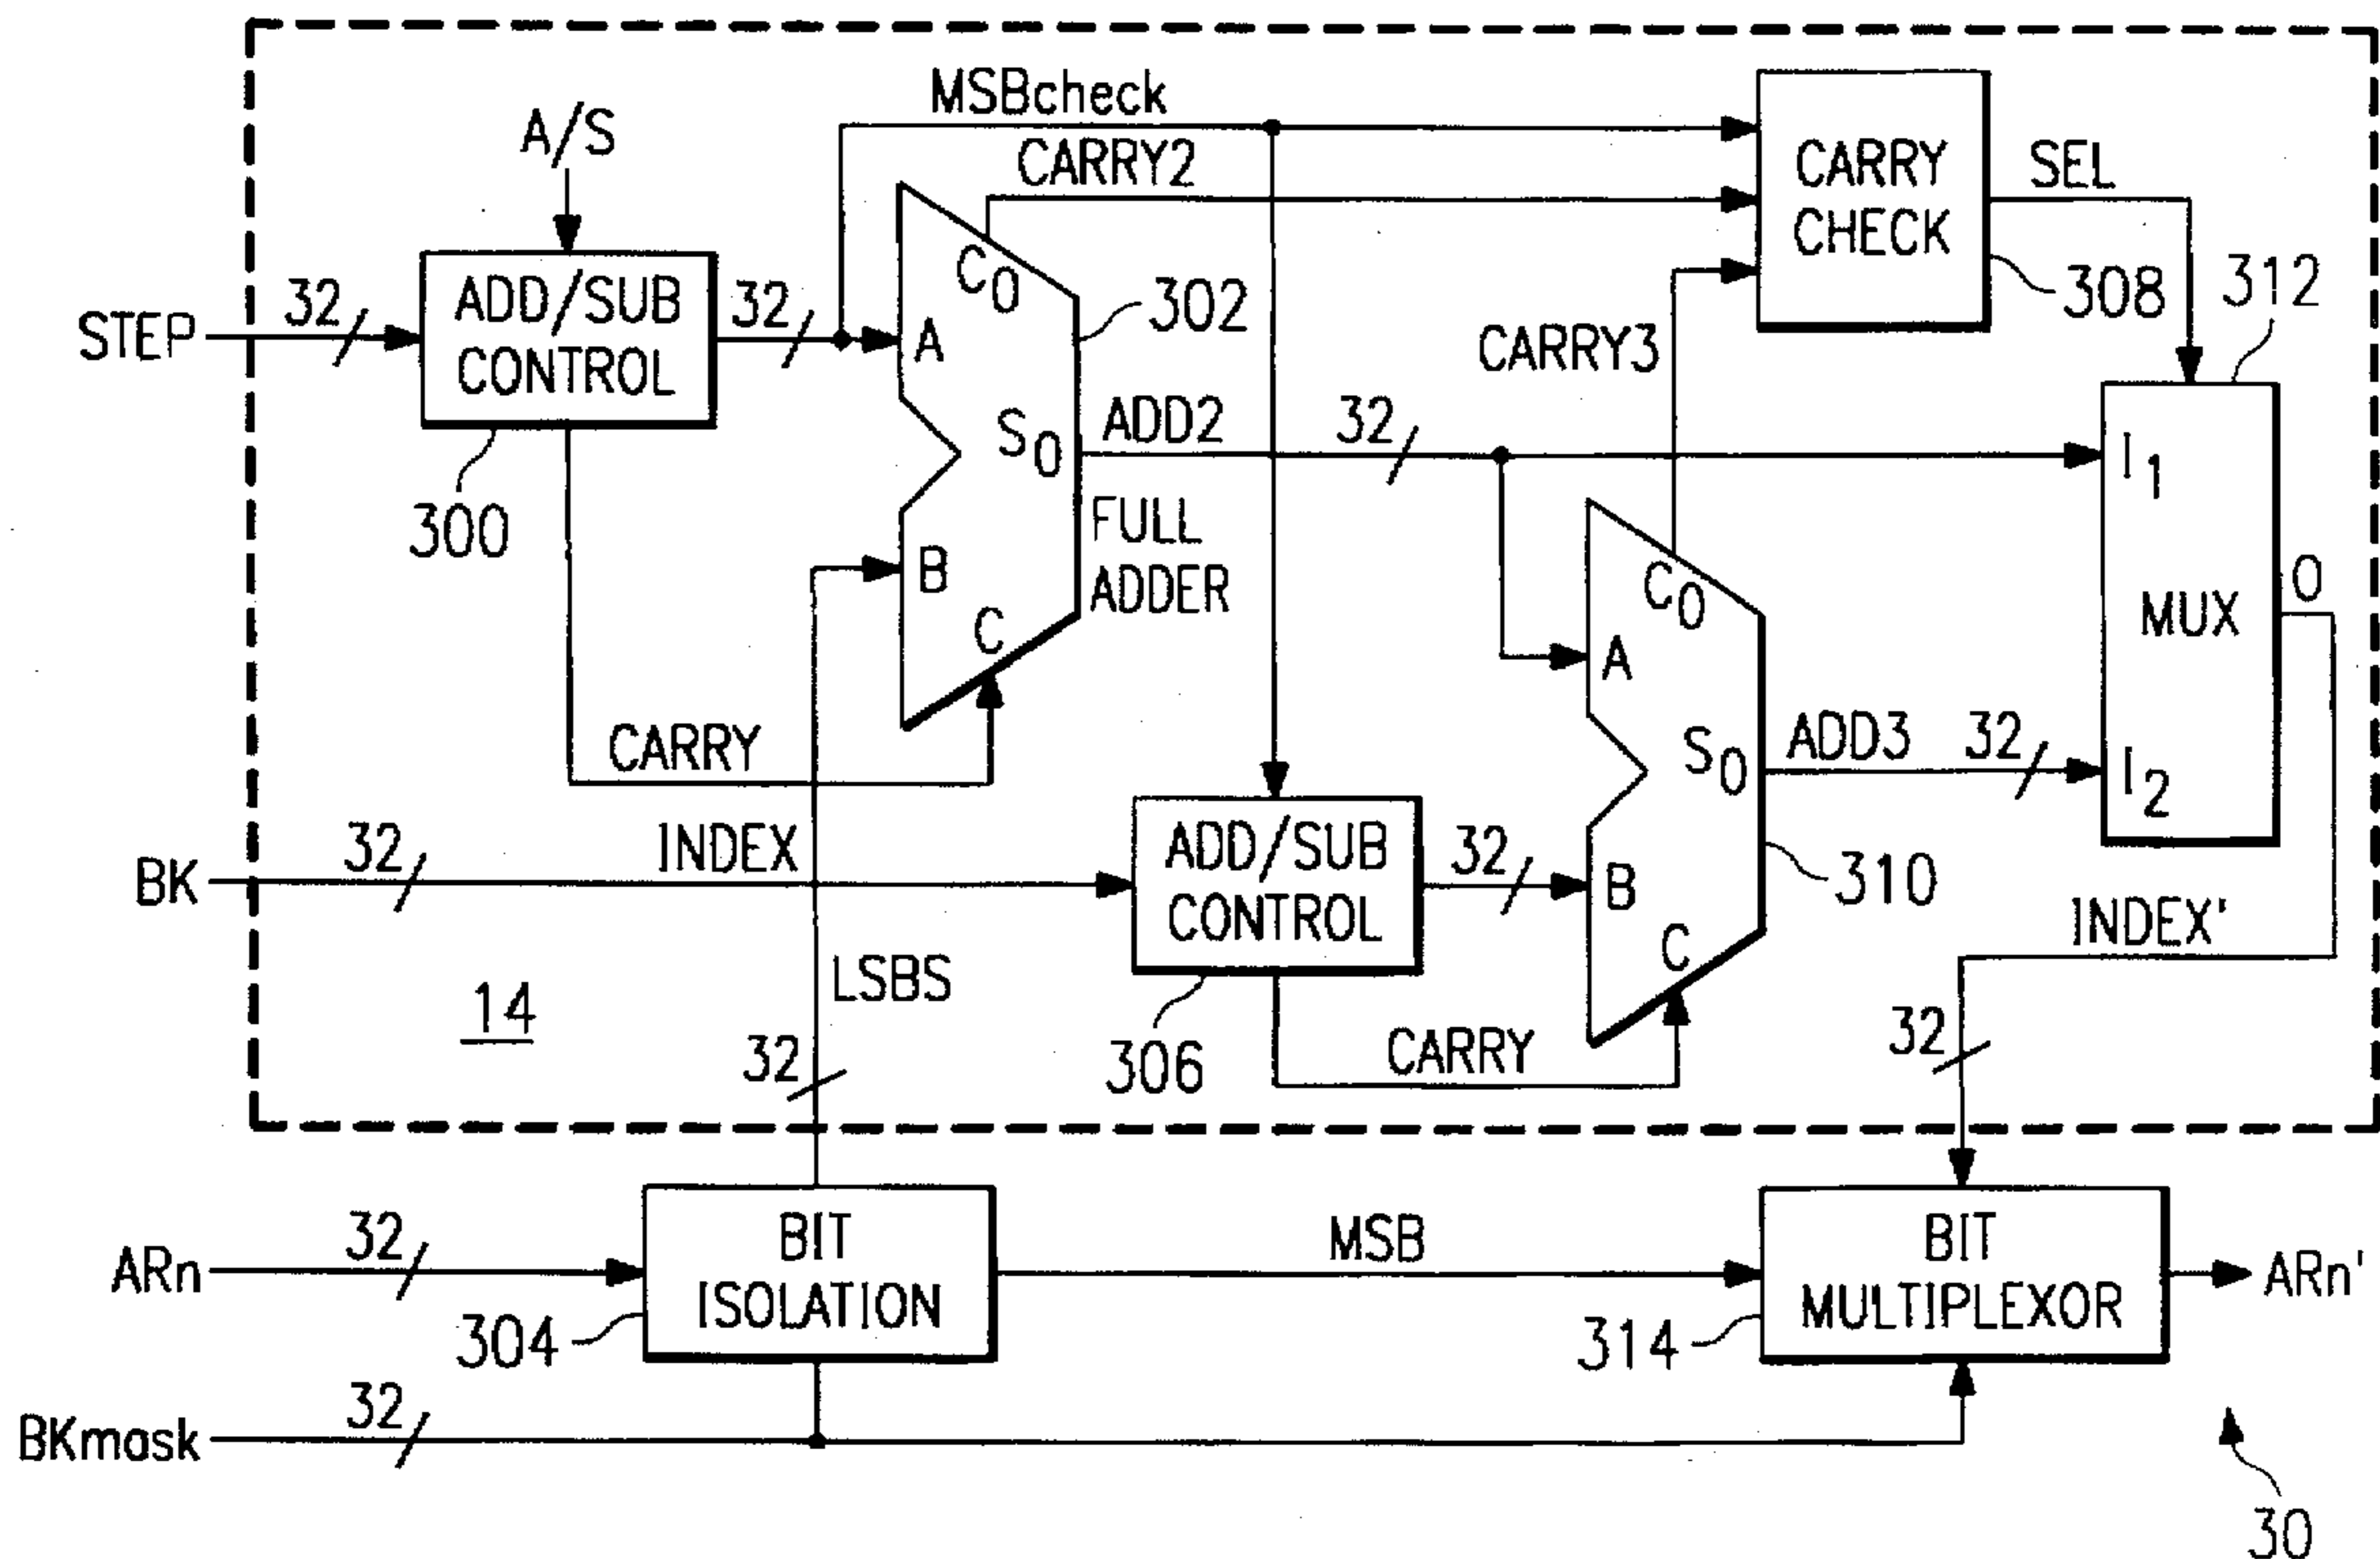 MSBcheck
A/S
CARRY2
CARRY
CHECK
SEL
STEP
32
ADD/SUB
CONTROL
32
A
C0
302
308
312
CARRY3
300
S0
ADD2
32
I1
FULL
ADDER
B
C
C0
O
MUX
A
CARRY
S0
ADD3
32
I2
BK
32
INDEX
ADD/SUB
CONTROL
32
B
310
C
INDEX'
14
LSBS
32
306
CARRY
32
ARn
32
BIT
ISOLATION
304
MSB
BIT
MULTIPLEXOR
314
ARn'
BKmask
32
30